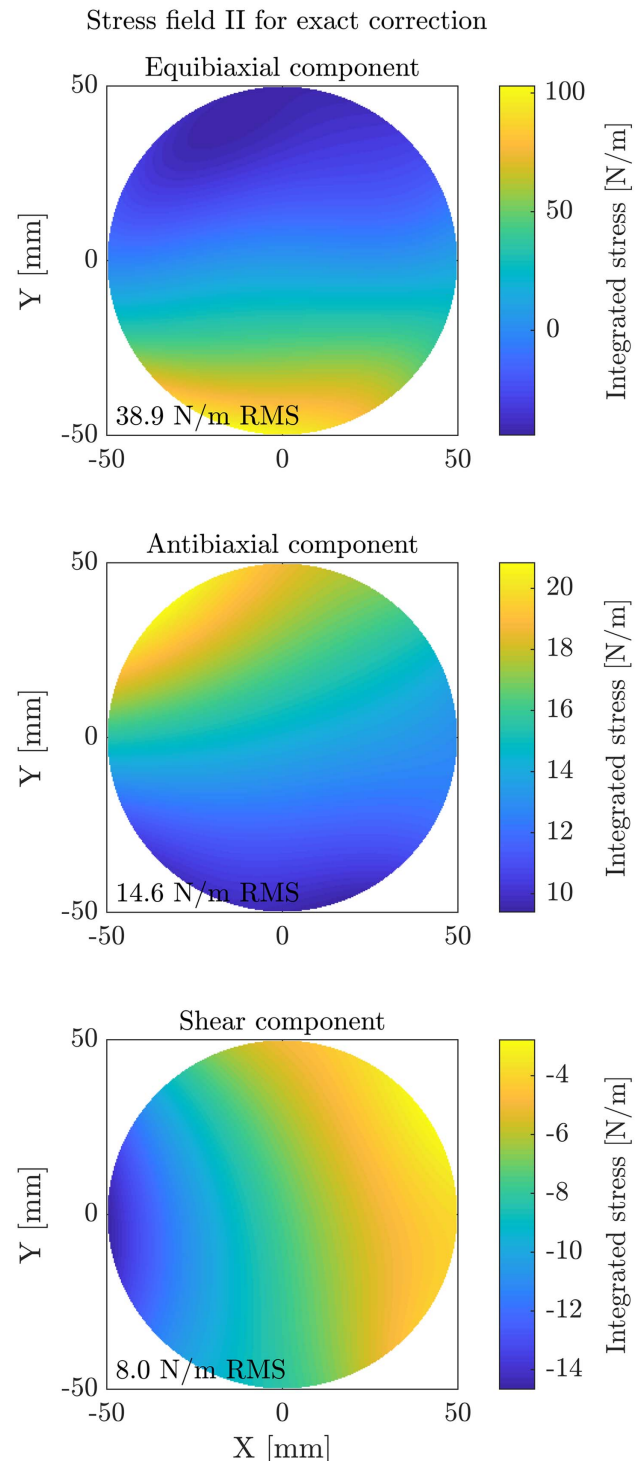 Stress field II for exact correction
Equibiaxial component
50
0
-50
Y [mm]
38.9 N/m RMS
-50 0 50
100
50
0
Integrated stress [N/m]
Antibiaxial component
50
0
-50
Y [mm]
14.6 N/m RMS
-50 0 50
20
18
16
14
12
10
Integrated stress [N/m]
Shear component
50
0
-50
Y [mm]
8.0 N/m RMS
-50 0 50
X [mm]
-4
-6
-8
-10
-12
-14
Integrated stress [N/m]